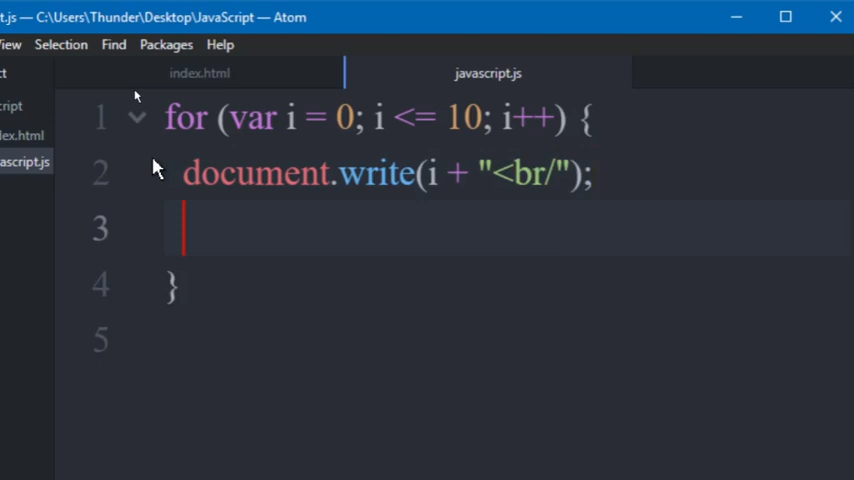 t.js — C:\Users\Thunder\Desktop\JavaScript — Atom
iew Selection Find Packages Help
ct index.html javascript.js
cript
dex.html
ascript.js
1 for (var i = 0; i <= 10; i++) {
2 document.write(i + "<br/");
3
4 }
5